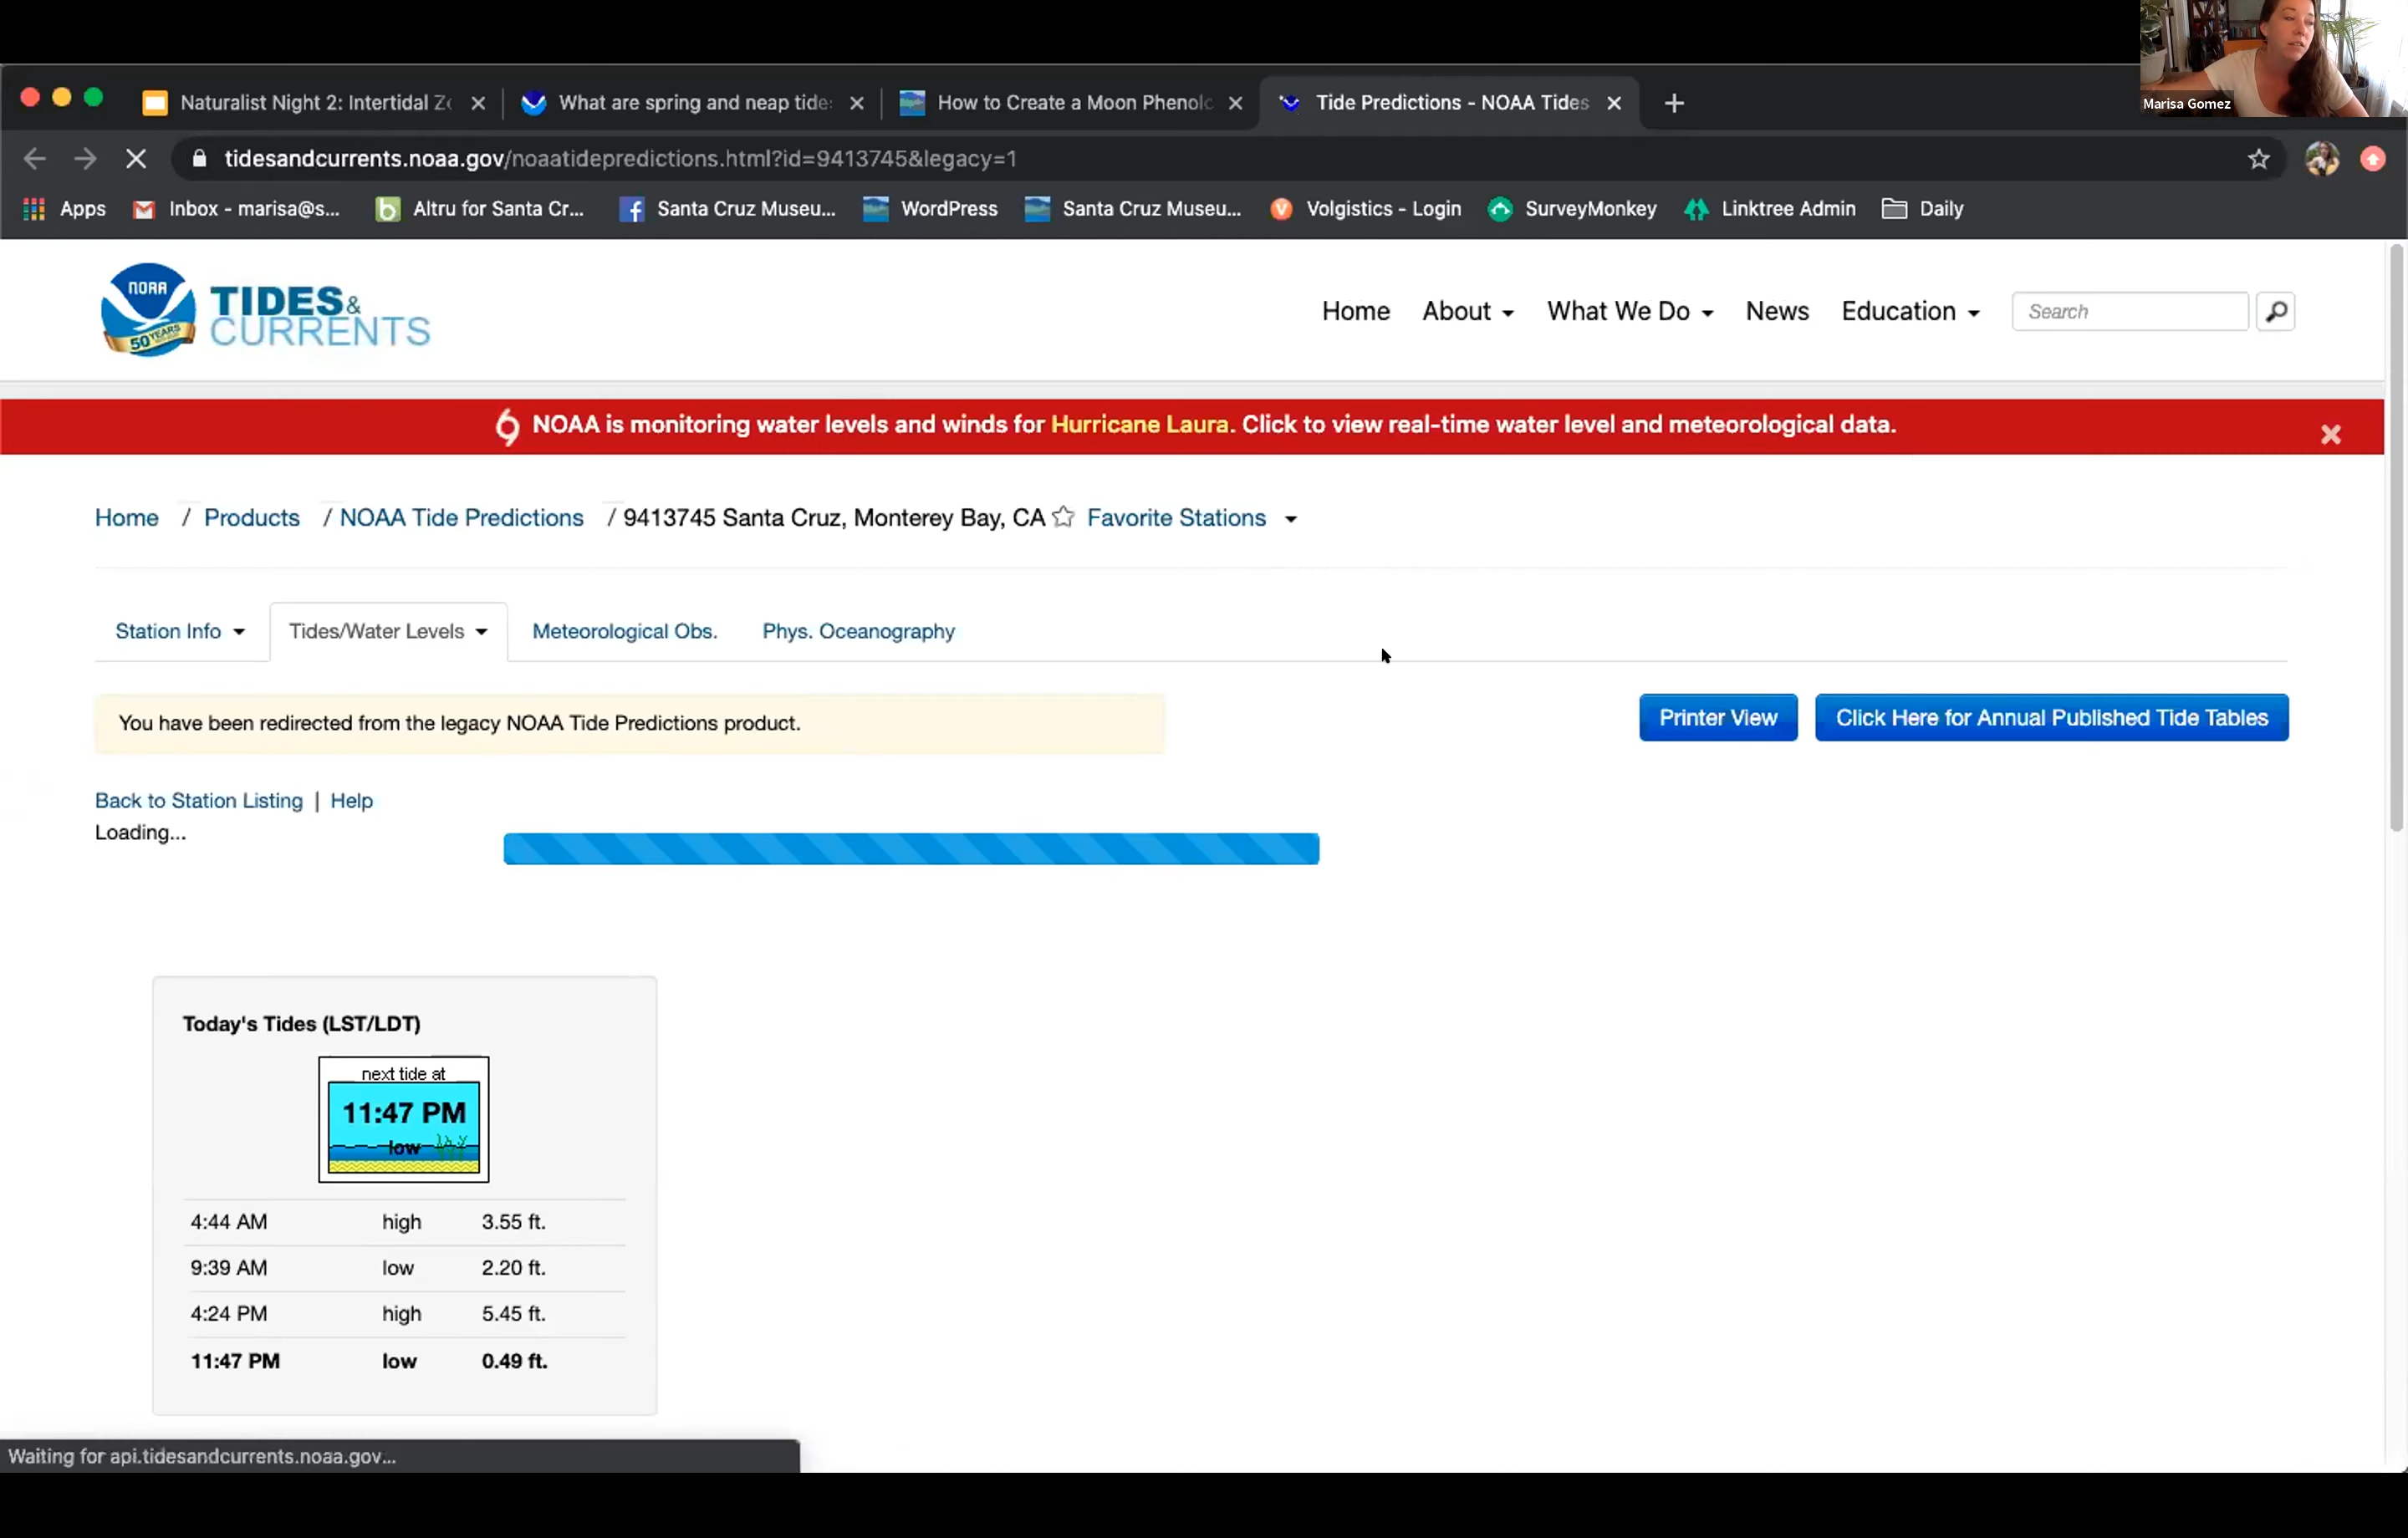 Marisa Gomez
Naturalist Night 2: Intertidal Zo
What are spring and neap tide
How to Create a Moon Phenolo
Tide Predictions - NOAA Tides
tidesandcurrents.noaa.gov/noaatidepredictions.html?id=9413745&legacy=1
Apps Inbox - marisa@s... Altru for Santa Cr... Santa Cruz Museu... WordPress Santa Cruz Museu... Volgistics - Login SurveyMonkey Linktree Admin Daily
NOAA
50 YEARS
TIDES &
CURRENTS
Home About What We Do News Education Search
NOAA is monitoring water levels and winds for Hurricane Laura. Click to view real-time water level and meteorological data.
Home / Products / NOAA Tide Predictions / 9413745 Santa Cruz, Monterey Bay, CA Favorite Stations
Station Info Tides/Water Levels Meteorological Obs. Phys. Oceanography
You have been redirected from the legacy NOAA Tide Predictions product.
Printer View Click Here for Annual Published Tide Tables
Back to Station Listing | Help
Loading...
Today's Tides (LST/LDT)
next tide at
11:47 PM
low
4:44 AM high 3.55 ft.
9:39 AM low 2.20 ft.
4:24 PM high 5.45 ft.
11:47 PM low 0.49 ft.
Waiting for api.tidesandcurrents.noaa.gov...